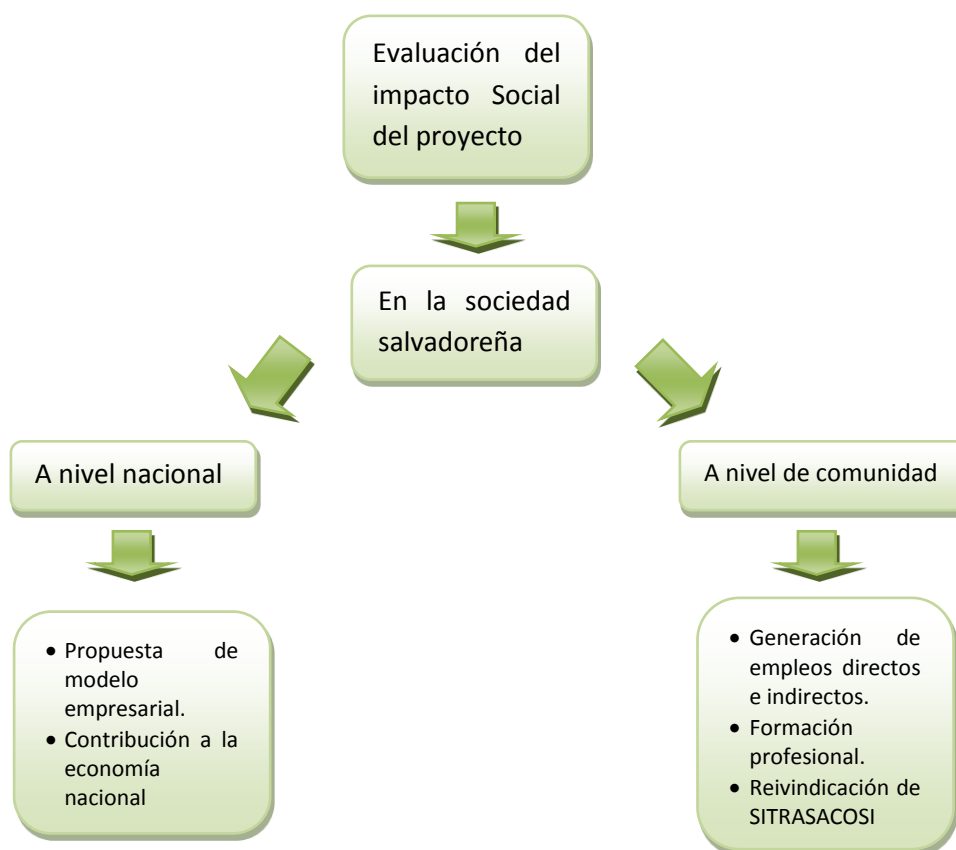 Evaluación del
impacto Social
del proyecto
En la sociedad
salvadoreña
A nivel nacional
A nivel de comunidad
• Propuesta de
modelo
empresarial.
• Contribución a la
economía
nacional
• Generación de
empleos directos
e indirectos.
• Formación
profesional.
• Reivindicación de
SITRASACOSI